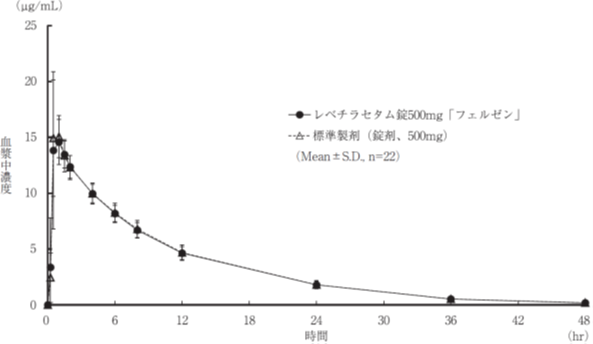 (μg/mL)
25
20
15
10
5
0
血漿中濃度
レベチラセタム錠500mg「フェルゼン」
標準製剤（錠剤、500mg）
（Mean±S.D., n=22）
0 6 12 18 24 30 36 42 48
時間 (hr)